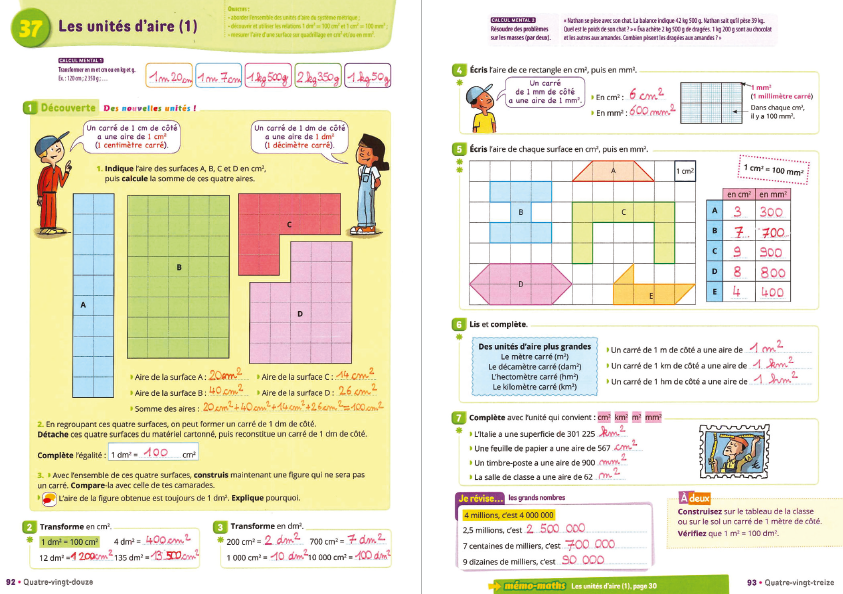 37
Les unités d'aire (1)
OBJECTIFS :
• aborder l'ensemble des unités d'aire du système métrique ;
• découvrir et utiliser les relations 1 dm² = 100 cm² et 1 cm² = 100 mm² ;
• mesurer l'aire d'une surface sur quadrillage en cm² et/ou en mm².
CALCUL MENTAL 1
Transformer en m et cm ou en kg et g.
Ex. : 120 cm ; 2 350 g ; …
1m 20cm
1m 7cm
1kg 500g
2kg 350g
1kg 50g
1 Découverte Des nouvelles unités !
Un carré de 1 cm de côté
a une aire de 1 cm²
(1 centimètre carré).
Un carré de 1 dm de côté
a une aire de 1 dm²
(1 décimètre carré).
1. Indique l'aire des surfaces A, B, C et D en cm²,
puis calcule la somme de ces quatre aires.
A
B
C
D
Aire de la surface A : 20cm²
Aire de la surface C : 14 cm²
Aire de la surface B : 40 cm²
Aire de la surface D : 26 cm²
Somme des aires : 20cm²+40cm²+14cm²+26cm²=100cm²
2. En regroupant ces quatre surfaces, on peut former un carré de 1 dm de côté.
Détache ces quatre surfaces du matériel cartonné, puis reconstitue un carré de 1 dm de côté.
Complète l'égalité : 1 dm² = 100 cm²
3. Avec l'ensemble de ces quatre surfaces, construis maintenant une figure qui ne sera pas
un carré. Compare-la avec celle de tes camarades.
L'aire de la figure obtenue est toujours de 1 dm². Explique pourquoi.
2 Transforme en cm².
1 dm² = 100 cm² 4 dm² = 400 cm²
12 dm² = 1 200cm² 135 dm² = 13 500cm²
3 Transforme en dm².
200 cm² = 2 dm² 700 cm² = 7 dm²
1 000 cm² = 10 dm² 10 000 cm² = 100 dm²
92 • Quatre-vingt-douze
CALCUL MENTAL 2
Résoudre des problèmes
sur les masses (par deux).
« Nathan se pèse avec son chat. La balance indique 42 kg 500 g. Nathan sait qu'il pèse 39 kg.
Quel est le poids de son chat ? » « Éva achète 2 kg 500 g de dragées. 1 kg 200 g sont au chocolat
et les autres aux amandes. Combien pèsent les dragées aux amandes ? »
4 Écris l'aire de ce rectangle en cm², puis en mm².
Un carré
de 1 mm de côté
a une aire de 1 mm².
En cm² : 6 cm²
En mm² : 600 mm²
1 mm²
(1 millimètre carré)
Dans chaque cm²,
il y a 100 mm².
5 Écris l'aire de chaque surface en cm², puis en mm².
A
1 cm²
B
C
D
E
1 cm² = 100 mm²
en cm² en mm²
A 3 300
B 7 700
C 9 900
D 8 800
E 4 400
6 Lis et complète.
Des unités d'aire plus grandes
Le mètre carré (m²)
Le décamètre carré (dam²)
L'hectomètre carré (hm²)
Le kilomètre carré (km²)
Un carré de 1 m de côté a une aire de 1 m²
Un carré de 1 km de côté a une aire de 1 km²
Un carré de 1 hm de côté a une aire de 1 hm²
7 Complète avec l'unité qui convient : cm² km² m² mm²
L'Italie a une superficie de 301 225 km²
Une feuille de papier a une aire de 567 cm²
Un timbre-poste a une aire de 900 mm²
La salle de classe a une aire de 62 m²
Je révise… les grands nombres
4 millions, c'est 4 000 000
2,5 millions, c'est 2 500 000
7 centaines de milliers, c'est 700 000
9 dizaines de milliers, c'est 90 000
À deux
Construisez sur le tableau de la classe
ou sur le sol un carré de 1 mètre de côté.
Vérifiez que 1 m² = 100 dm².
mémo-maths Les unités d'aire (1), page 30
93 • Quatre-vingt-treize